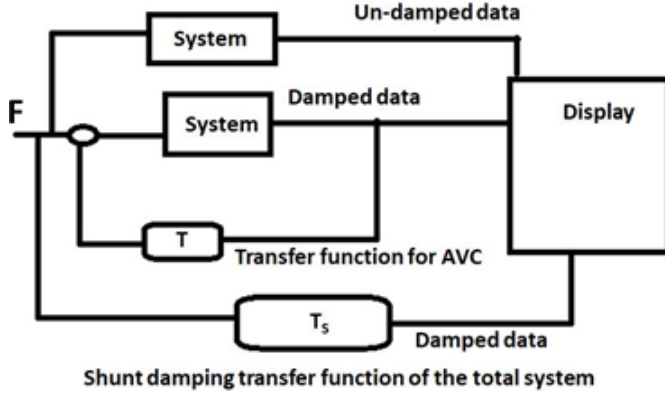 Un-damped data
System
Damped data
F
System
Display
T
Transfer function for AVC
Ts
Damped data
Shunt damping transfer function of the total system